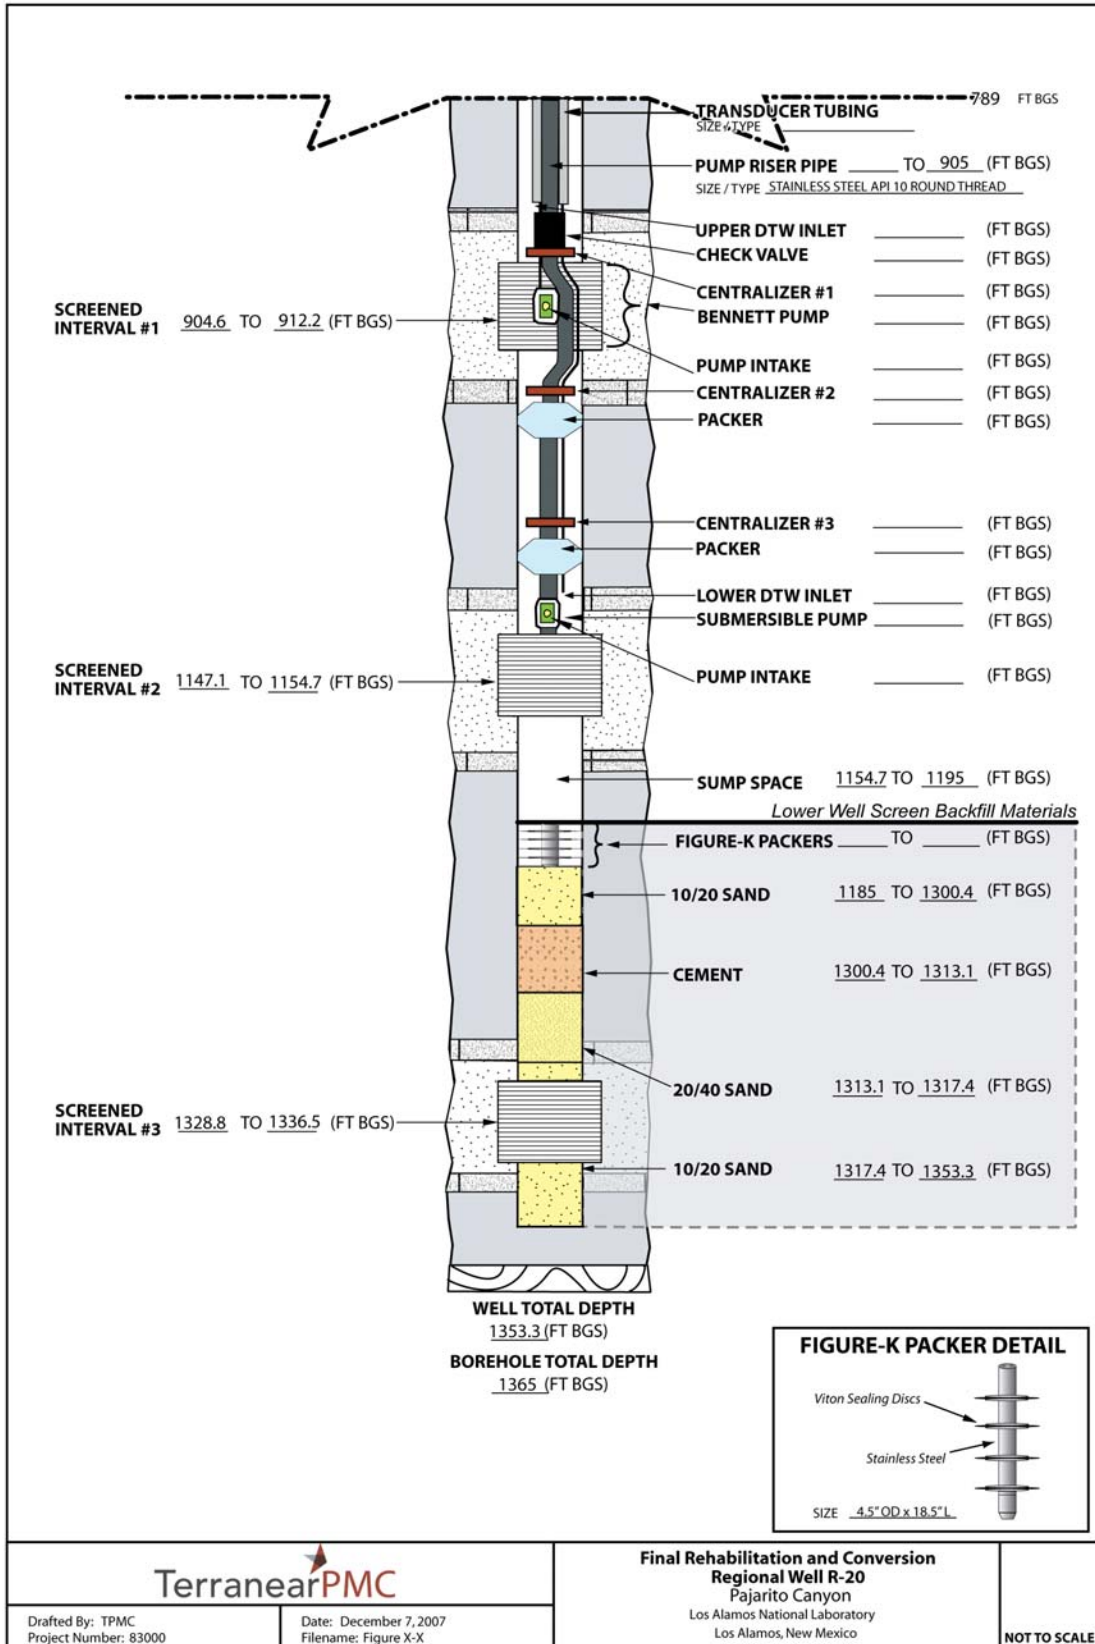 789 FT BGS
TRANSDUCER TUBING
SIZE / TYPE
PUMP RISER PIPE TO 905 (FT BGS)
SIZE / TYPE STAINLESS STEEL API 10 ROUND THREAD
UPPER DTW INLET (FT BGS)
CHECK VALVE (FT BGS)
CENTRALIZER #1 (FT BGS)
BENNETT PUMP (FT BGS)
SCREENED
INTERVAL #1 904.6 TO 912.2 (FT BGS)
PUMP INTAKE (FT BGS)
CENTRALIZER #2 (FT BGS)
PACKER (FT BGS)
CENTRALIZER #3 (FT BGS)
PACKER (FT BGS)
LOWER DTW INLET (FT BGS)
SUBMERSIBLE PUMP (FT BGS)
SCREENED
INTERVAL #2 1147.1 TO 1154.7 (FT BGS)
PUMP INTAKE (FT BGS)
SUMP SPACE 1154.7 TO 1195 (FT BGS)
Lower Well Screen Backfill Materials
FIGURE-K PACKERS TO (FT BGS)
10/20 SAND 1185 TO 1300.4 (FT BGS)
CEMENT 1300.4 TO 1313.1 (FT BGS)
20/40 SAND 1313.1 TO 1317.4 (FT BGS)
SCREENED
INTERVAL #3 1328.8 TO 1336.5 (FT BGS)
10/20 SAND 1317.4 TO 1353.3 (FT BGS)
WELL TOTAL DEPTH
1353.3 (FT BGS)
BOREHOLE TOTAL DEPTH
1365 (FT BGS)
FIGURE-K PACKER DETAIL
Viton Sealing Discs
Stainless Steel
SIZE 4.5" OD x 18.5" L
TerranearPMC
Drafted By: TPMC
Project Number: 83000
Date: December 7, 2007
Filename: Figure X-X
Final Rehabilitation and Conversion
Regional Well R-20
Pajarito Canyon
Los Alamos National Laboratory
Los Alamos, New Mexico
NOT TO SCALE